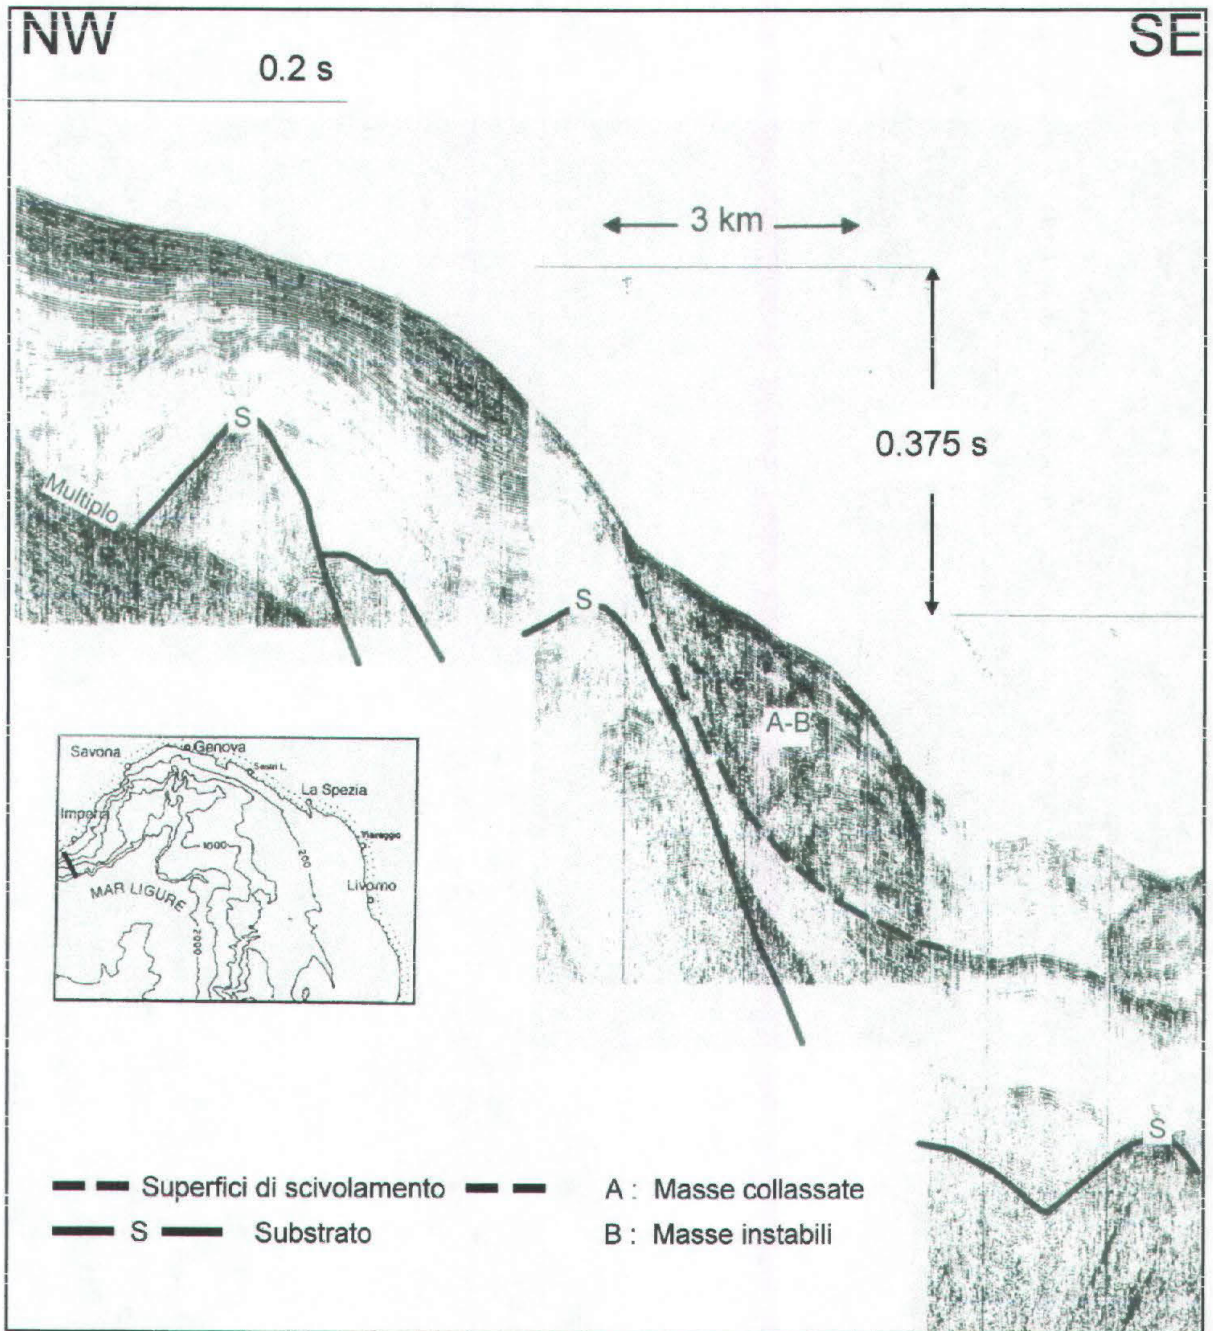 NW
SE
0.2 s
3 km
0.375 s
S
Multiplo
S
A-B
Savona
Genova
Sestri L.
La Spezia
Imperia
Viareggio
1000
200
Livorno
MAR LIGURE
2000
S
Superfici di scivolamento
A : Masse collassate
S Substrato
B : Masse instabili